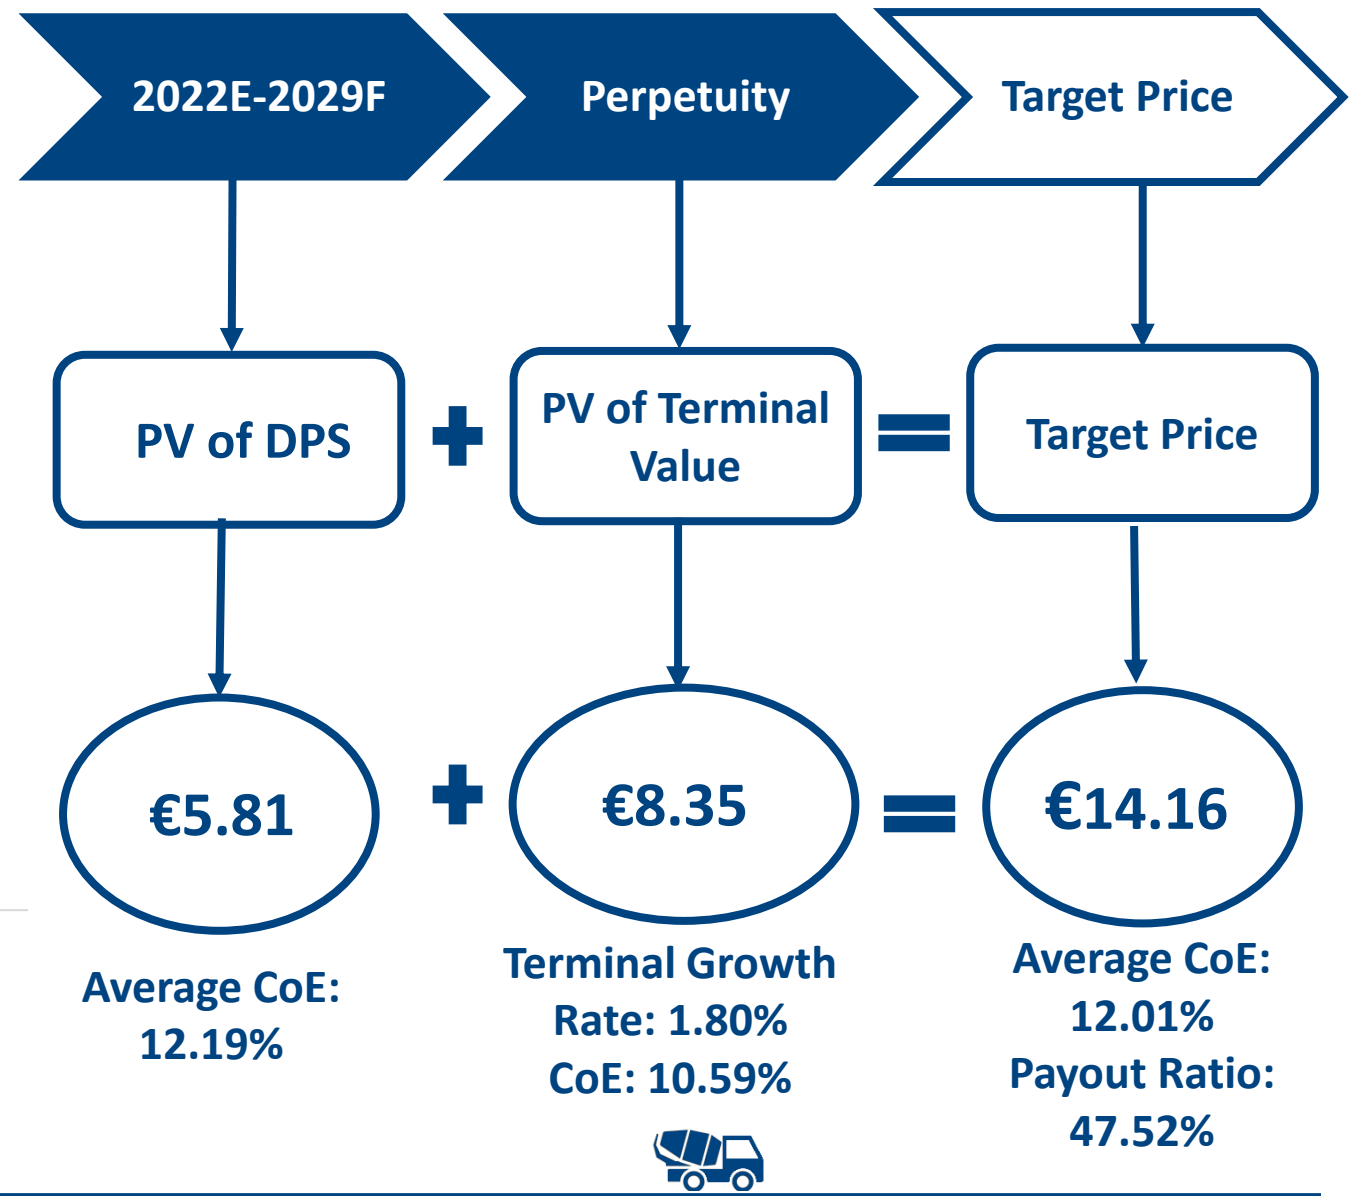 2022E-2029F
Perpetuity
Target Price
PV of DPS
PV of Terminal
Value
Target Price
€5.81
€8.35
€14.16
Average CoE:
12.19%
Terminal Growth
Rate: 1.80%
CoE: 10.59%
Average CoE:
12.01%
Payout Ratio:
47.52%